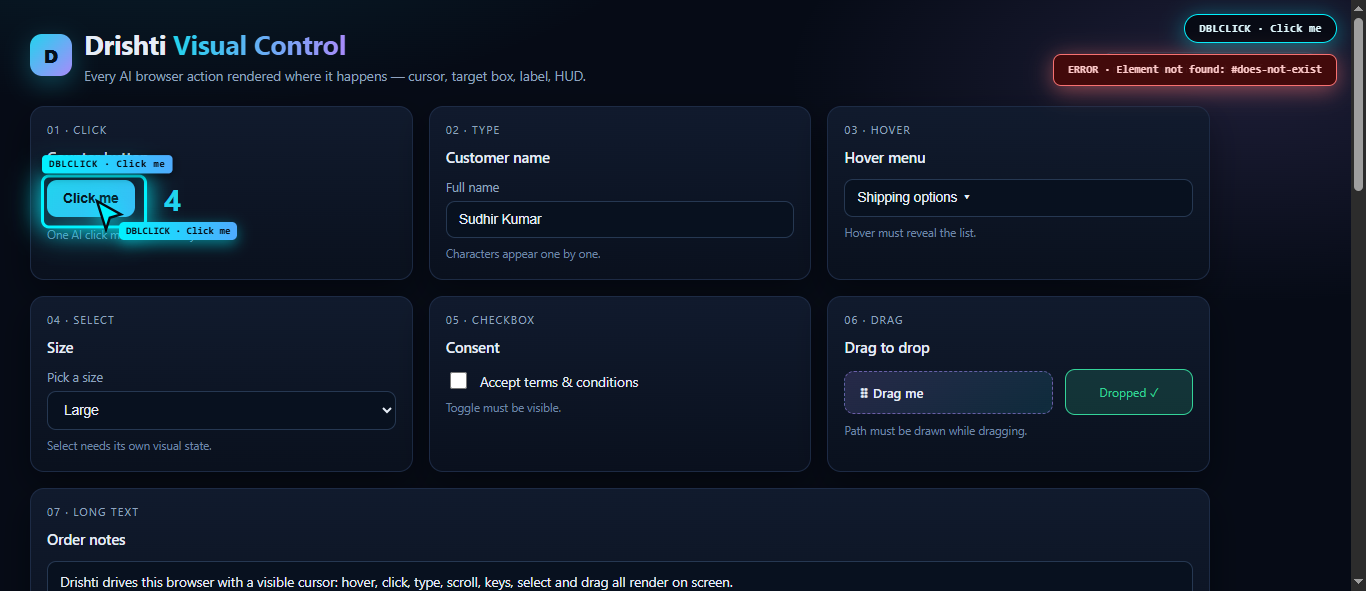 D
Drishti Visual Control
Every AI browser action rendered where it happens — cursor, target box, label, HUD.
DBLCLICK · Click me
ERROR · Element not found: #does-not-exist
01 · CLICK
DBLCLICK · Click me
Click me
4
DBLCLICK · Click me
One AI click
02 · TYPE
Customer name
Full name
Sudhir Kumar
Characters appear one by one.
03 · HOVER
Hover menu
Shipping options ▾
Hover must reveal the list.
04 · SELECT
Size
Pick a size
Large
Select needs its own visual state.
05 · CHECKBOX
Consent
Accept terms & conditions
Toggle must be visible.
06 · DRAG
Drag to drop
⠿ Drag me
Dropped ✓
Path must be drawn while dragging.
07 · LONG TEXT
Order notes
Drishti drives this browser with a visible cursor: hover, click, type, scroll, keys, select and drag all render on screen.